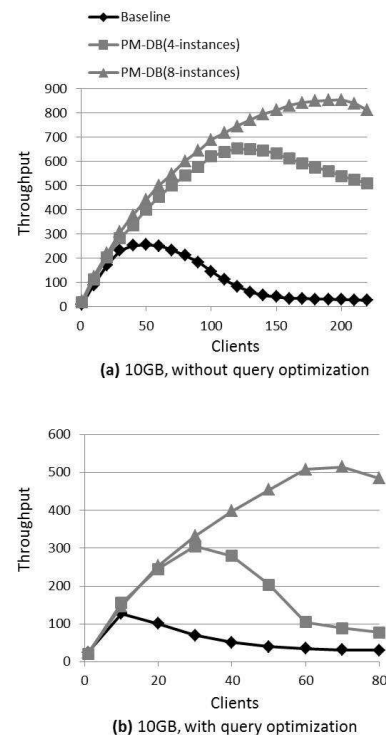 Baseline
PM-DB(4-instances)
PM-DB(8-instances)
900
800
700
600
500
400
300
200
100
0
Throughput
0 50 100 150 200
Clients
(a) 10GB, without query optimization
600
500
400
300
200
100
0
Throughput
0 20 40 60 80
Clients
(b) 10GB, with query optimization